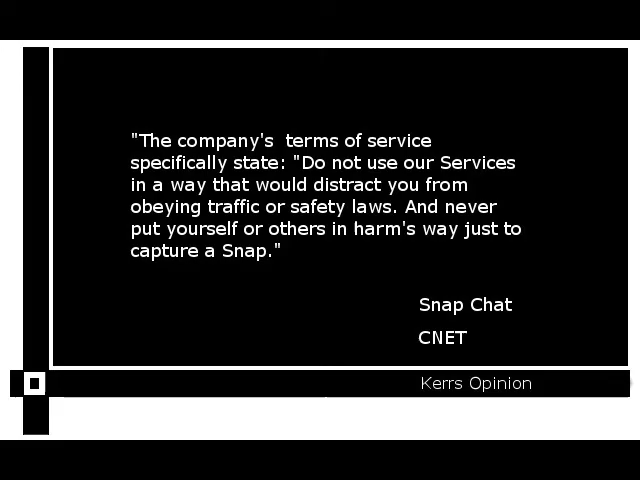 "The company's  terms of service
specifically state: "Do not use our Services
in a way that would distract you from
obeying traffic or safety laws. And never
put yourself or others in harm's way just to
capture a Snap."
Snap Chat
CNET
Kerrs Opinion